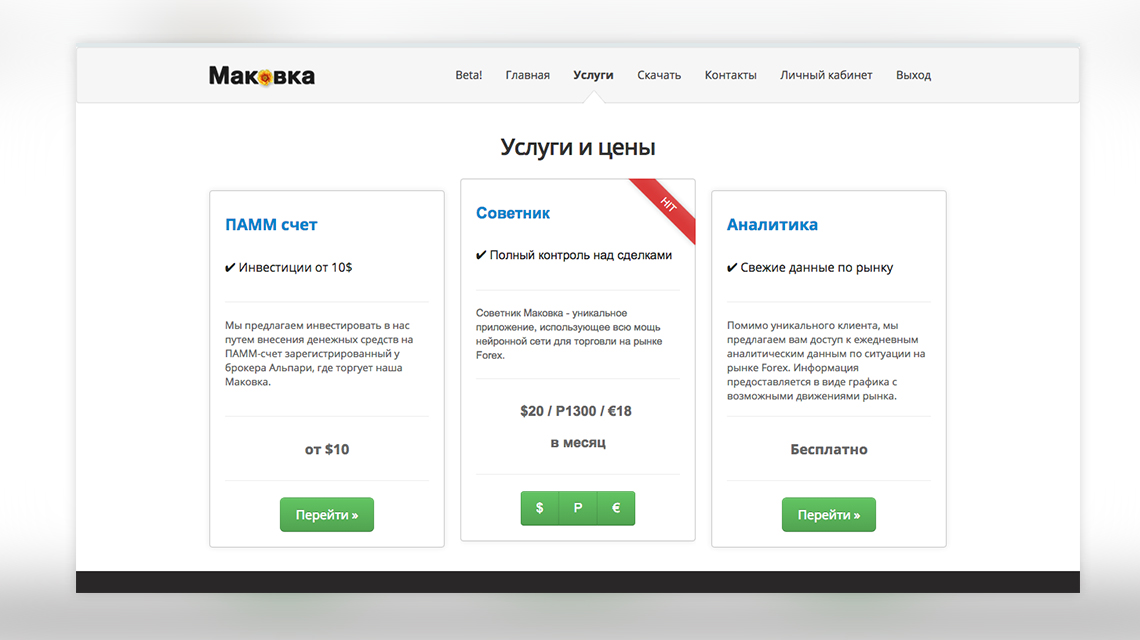 Маковка
Beta! Главная Услуги Скачать Контакты Личный кабинет Выход
Услуги и цены
ПАММ счет
✔ Инвестиции от 10$
Мы предлагаем инвестировать в нас
путем внесения денежных средств на
ПАММ-счет зарегистрированный у
брокера Альпари, где торгует наша
Маковка.
от $10
Перейти »
HIT
Советник
✔ Полный контроль над сделками
Советник Маковка - уникальное
приложение, использующее всю мощь
нейронной сети для торговли на рынке
Forex.
$20 / Р1300 / €18
в месяц
$ Р €
Аналитика
✔ Свежие данные по рынку
Помимо уникального клиента, мы
предлагаем вам доступ к ежедневным
аналитическим данным по ситуации на
рынке Forex. Информация
предоставляется в виде графика с
возможными движениями рынка.
Бесплатно
Перейти »